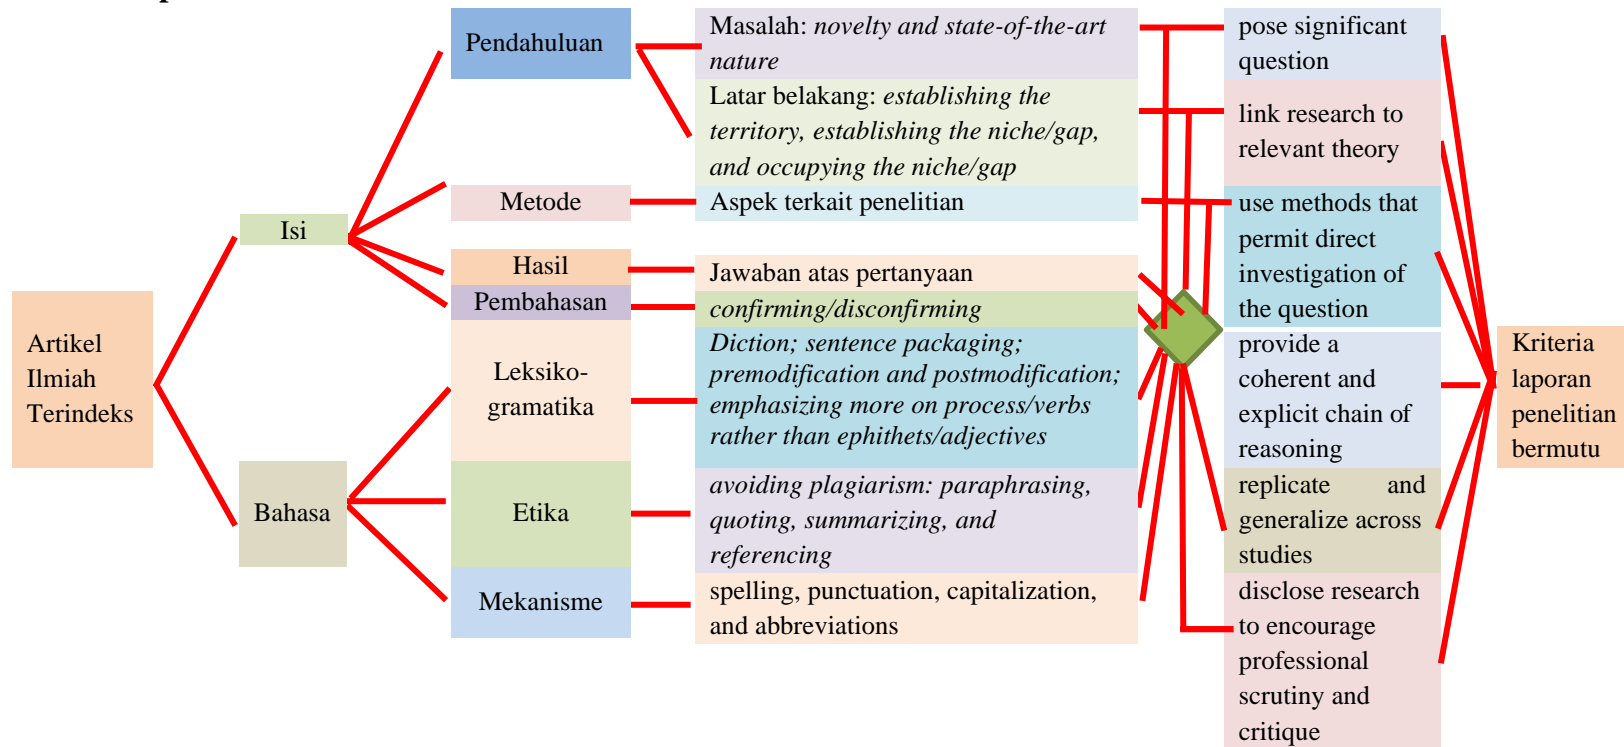 Artikel
Ilmiah
Terindeks
Isi
Bahasa
Pendahuluan
Metode
Hasil
Pembahasan
Leksiko-
gramatika
Etika
Mekanisme
Masalah: novelty and state-of-the-art
nature
Latar belakang: establishing the
territory, establishing the niche/gap,
and occupying the niche/gap
Aspek terkait penelitian
Jawaban atas pertanyaan
confirming/disconfirming
Diction; sentence packaging;
premodification and postmodification;
emphasizing more on process/verbs
rather than ephithets/adjectives
avoiding plagiarism: paraphrasing,
quoting, summarizing, and
referencing
spelling, punctuation, capitalization,
and abbreviations
pose significant
question
link research to
relevant theory
use methods that
permit direct
investigation of
the question
provide a
coherent and
explicit chain of
reasoning
replicate and
generalize across
studies
disclose research
to encourage
professional
scrutiny and
critique
Kriteria
laporan
penelitian
bermutu